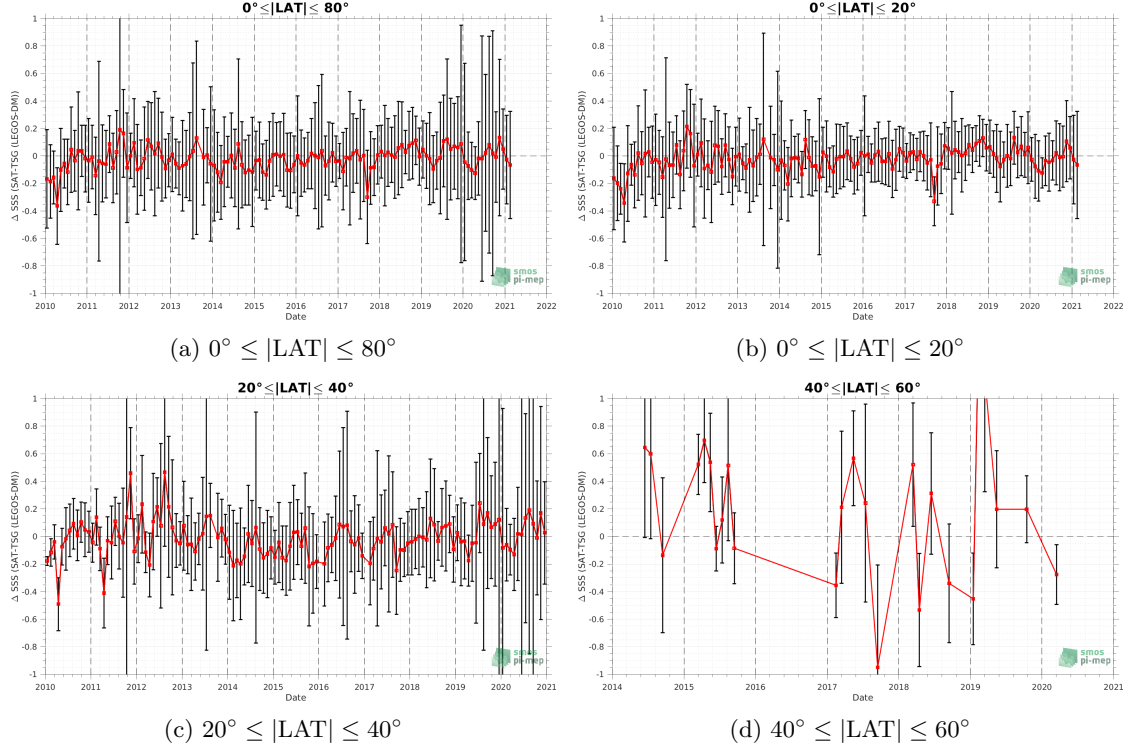 0°≤|LAT|≤ 80°
Δ SSS (SAT-TSG (LEGOS-DM))
1
0.8
0.6
0.4
0.2
0
-0.2
-0.4
-0.6
-0.8
-1
2010 2011 2012 2013 2014 2015 2016 2017 2018 2019 2020 2021 2022
Date
smos
pi-mep
(a) 0° ≤ |LAT| ≤ 80°
0°≤|LAT|≤ 20°
Δ SSS (SAT-TSG (LEGOS-DM))
1
0.8
0.6
0.4
0.2
0
-0.2
-0.4
-0.6
-0.8
-1
2010 2011 2012 2013 2014 2015 2016 2017 2018 2019 2020 2021 2022
Date
smos
pi-mep
(b) 0° ≤ |LAT| ≤ 20°
20°≤|LAT|≤ 40°
Δ SSS (SAT-TSG (LEGOS-DM))
1
0.8
0.6
0.4
0.2
0
-0.2
-0.4
-0.6
-0.8
-1
2010 2011 2012 2013 2014 2015 2016 2017 2018 2019 2020 2021
Date
smos
pi-mep
(c) 20° ≤ |LAT| ≤ 40°
40°≤|LAT|≤ 60°
Δ SSS (SAT-TSG (LEGOS-DM))
1
0.8
0.6
0.4
0.2
0
-0.2
-0.4
-0.6
-0.8
-1
2014 2015 2016 2017 2018 2019 2020 2021
Date
smos
pi-mep
(d) 40° ≤ |LAT| ≤ 60°